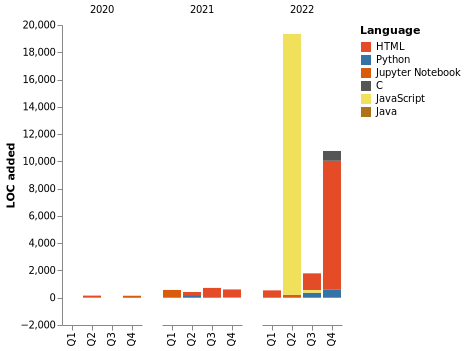 2020 2021 2022
Language
HTML
Python
Jupyter Notebook
C
JavaScript
Java
LOC added
20,000
18,000
16,000
14,000
12,000
10,000
8,000
6,000
4,000
2,000
0
−2,000
Q1 Q2 Q3 Q4 Q1 Q2 Q3 Q4 Q1 Q2 Q3 Q4